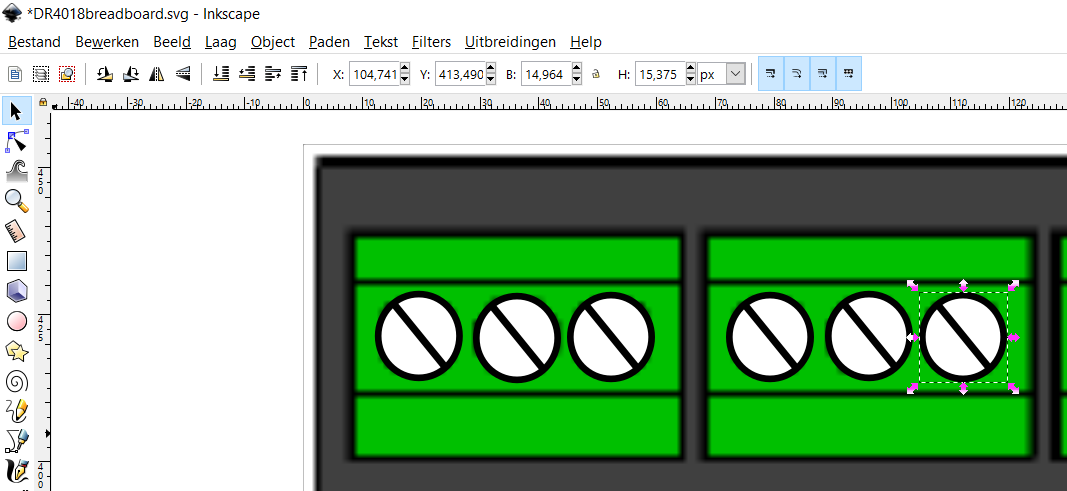 *DR4018breadboard.svg - Inkscape
Bestand Bewerken Beeld Laag Object Paden Tekst Filters Uitbreidingen Help
X: 104,741 Y: 413,490 B: 14,964 H: 15,375 px
-40 -30 -20 -10 0 10 20 30 40 50 60 70 80 90 100 110 120
450
425
400